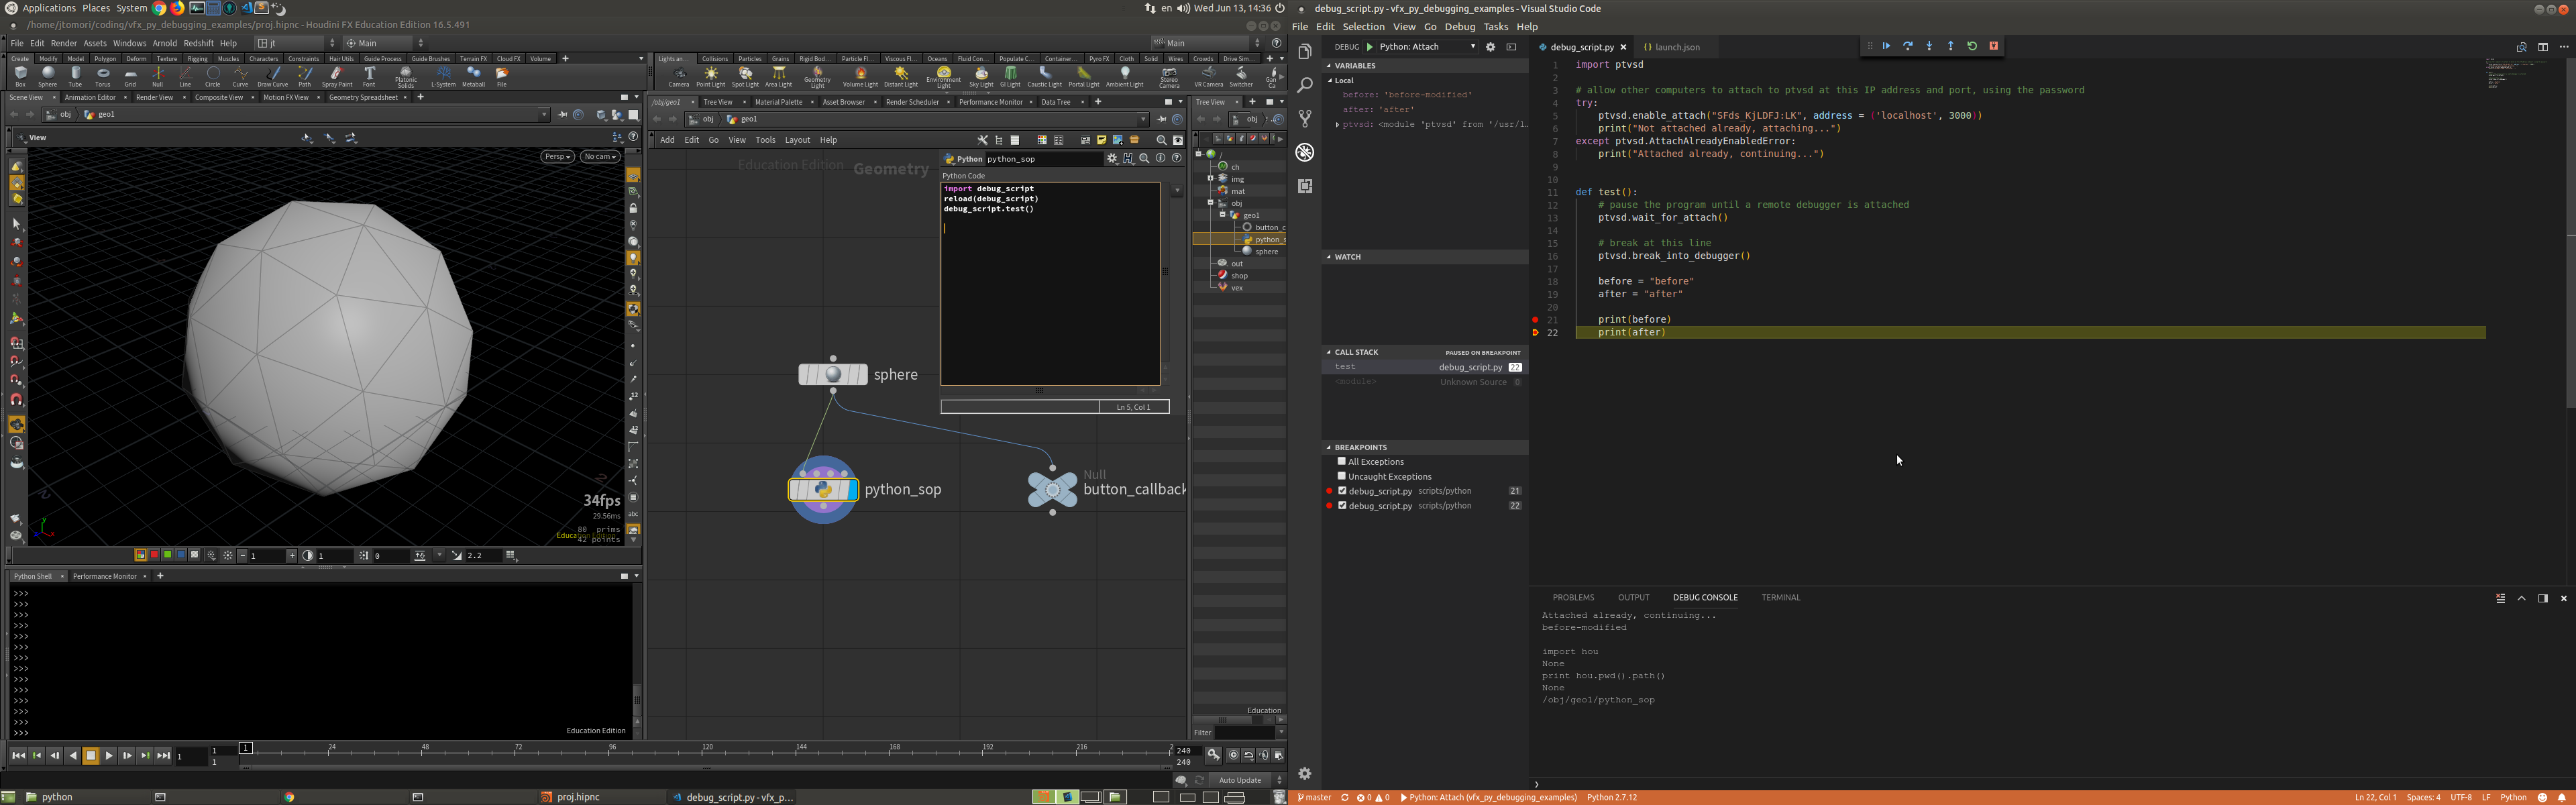 Applications Places System
en Wed Jun 13, 14:36
/home/jtomori/coding/vfx_py_debugging_examples/proj.hipnc - Houdini FX Education Edition 16.5.491
File Edit Render Assets Windows Arnold Redshift Help jt Main Main
Create Modify Model Polygon Deform Texture Rigging Muscles Characters Constraints Hair Utils Guide Process Guide Brushes Terrain FX Cloud FX Volume
Box Sphere Tube Torus Grid Null Line Circle Curve Draw Curve Path Spray Paint Font Platonic Solids L-System Metaball File
Lights an... Collisions Particles Grains Rigid Bod... Particle Fl... Viscous Fl... Oceans Fluid Con... Populate C... Container... Pyro FX Cloth Solid Wires Crowds Drive Sim...
Camera Point Light Spot Light Area Light Geometry Light Volume Light Distant Light Environment Light Sky Light GI Light Caustic Light Portal Light Ambient Light Stereo Camera VR Camera Switcher
Scene View Animation Editor Render View Composite View Motion FX View Geometry Spreadsheet
obj geo1
View
Persp No cam
34fps
29.56ms
80 prims
42 points
1 1 0 2.2
Python Shell Performance Monitor
>>>
>>>
>>>
>>>
>>>
>>>
>>>
>>>
>>>
>>>
>>>
>>>
>>>
>>>
Education Edition
/obj/geo1 Tree View Material Palette Asset Browser Render Scheduler Performance Monitor Data Tree
obj geo1
Add Edit Go View Tools Layout Help
Education Edition Geometry
Python python_sop
Python Code
import debug_script
reload(debug_script)
debug_script.test()
Ln 5, Col 1
sphere
python_sop
Null
button_callback
Tree View
obj
/
ch
img
mat
obj
geo1
button_c
python_s
sphere
out
shop
vex
Education
Filter
1 1 1 1 24 48 72 96 120 144 168 192 216 240
240
Auto Update
python proj.hipnc debug_script.py - vfx_p...
debug_script.py - vfx_py_debugging_examples - Visual Studio Code
File Edit Selection View Go Debug Tasks Help
DEBUG Python: Attach
VARIABLES
Local
before: 'before-modified'
after: 'after'
ptvsd: <module 'ptvsd' from '/usr/l...
WATCH
CALL STACK PAUSED ON BREAKPOINT
test debug_script.py 22
<module> Unknown Source 0
BREAKPOINTS
All Exceptions
Uncaught Exceptions
debug_script.py scripts/python 21
debug_script.py scripts/python 22
debug_script.py launch.json
1 import ptvsd
2
3 # allow other computers to attach to ptvsd at this IP address and port, using the password
4 try:
5 ptvsd.enable_attach("SFds_KjLDFJ:LK", address = ('localhost', 3000))
6 print("Not attached already, attaching...")
7 except ptvsd.AttachAlreadyEnabledError:
8 print("Attached already, continuing...")
9
10
11 def test():
12 # pause the program until a remote debugger is attached
13 ptvsd.wait_for_attach()
14
15 # break at this line
16 ptvsd.break_into_debugger()
17
18 before = "before"
19 after = "after"
20
21 print(before)
22 print(after)
PROBLEMS OUTPUT DEBUG CONSOLE TERMINAL
Attached already, continuing...
before-modified
import hou
None
print hou.pwd().path()
None
/obj/geo1/python_sop
master 0 0 Python: Attach (vfx_py_debugging_examples) Python 2.7.12
Ln 22, Col 1 Spaces: 4 UTF-8 LF Python